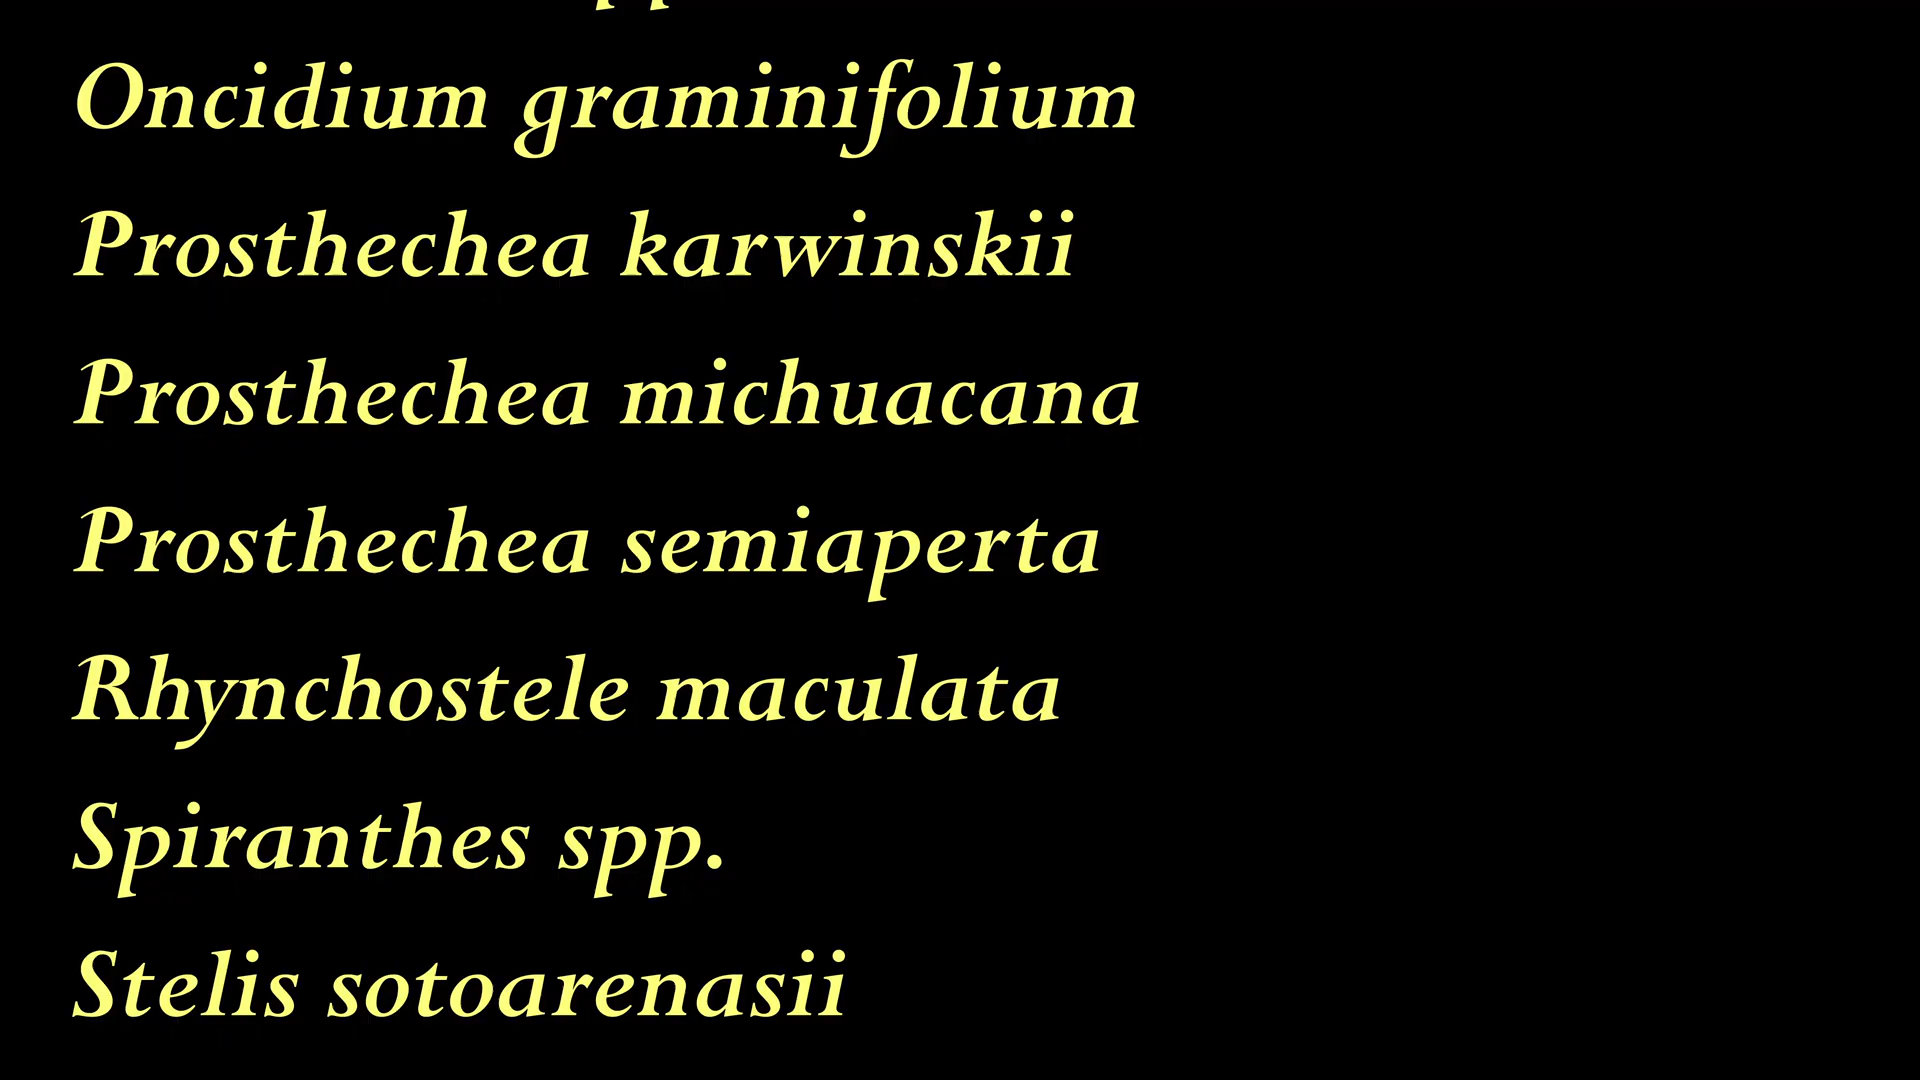 Oncidium graminifolium
Prosthechea karwinskii
Prosthechea michuacana
Prosthechea semiaperta
Rhynchostele maculata
Spiranthes spp.
Stelis sotoarenasii